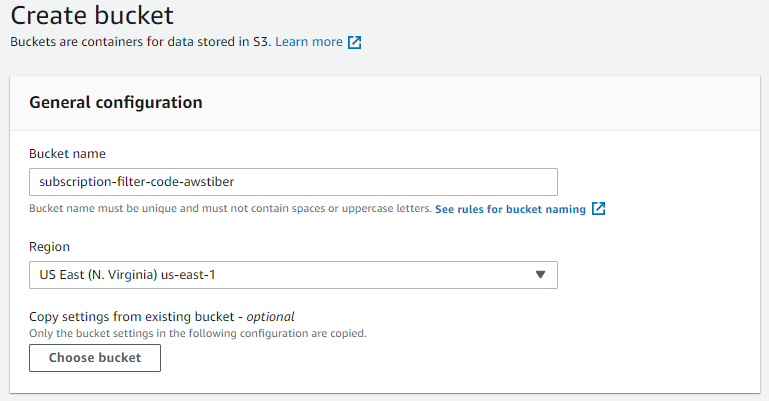 Create bucket
Buckets are containers for data stored in S3. Learn more
General configuration
Bucket name
subscription-filter-code-awstiber
Bucket name must be unique and must not contain spaces or uppercase letters. See rules for bucket naming
Region
US East (N. Virginia) us-east-1
Copy settings from existing bucket - optional
Only the bucket settings in the following configuration are copied.
Choose bucket